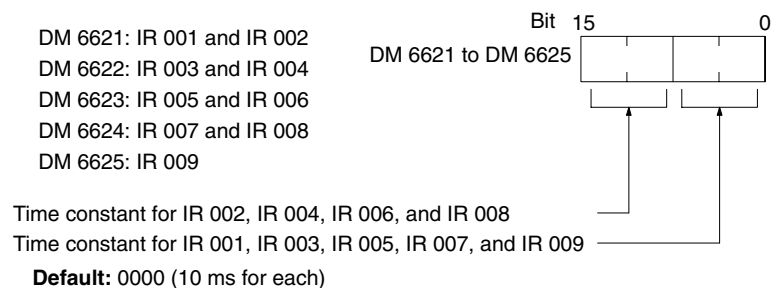 DM 6621: IR 001 and IR 002
DM 6622: IR 003 and IR 004
DM 6623: IR 005 and IR 006
DM 6624: IR 007 and IR 008
DM 6625: IR 009
Bit 15 0
DM 6621 to DM 6625
Time constant for IR 002, IR 004, IR 006, and IR 008
Time constant for IR 001, IR 003, IR 005, IR 007, and IR 009
Default: 0000 (10 ms for each)